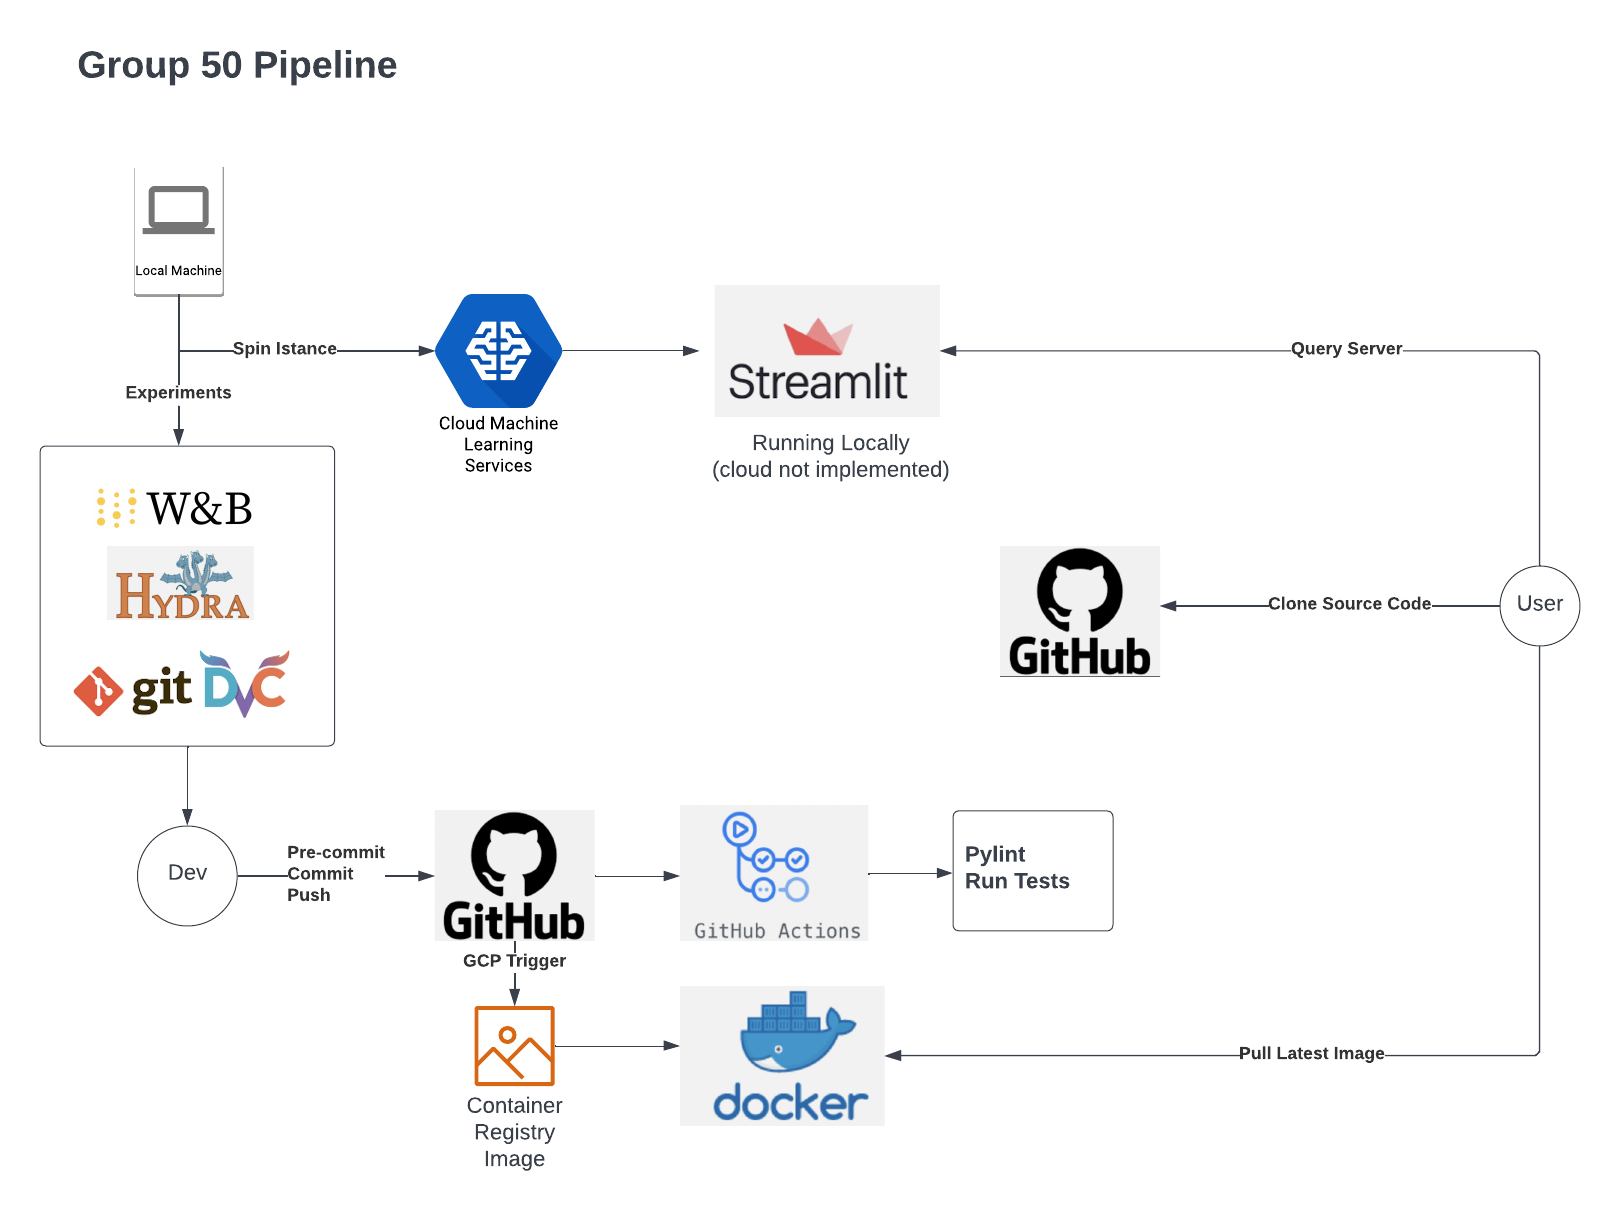 Group 50 Pipeline
Local Machine
Spin Istance
Experiments
Cloud Machine
Learning
Services
Streamlit
Running Locally
(cloud not implemented)
Query Server
W&B
HYDRA
git DVC
GitHub
Clone Source Code
User
Dev
Pre-commit
Commit
Push
GitHub
GitHub Actions
Pylint
Run Tests
GCP Trigger
Container
Registry
Image
docker
Pull Latest Image